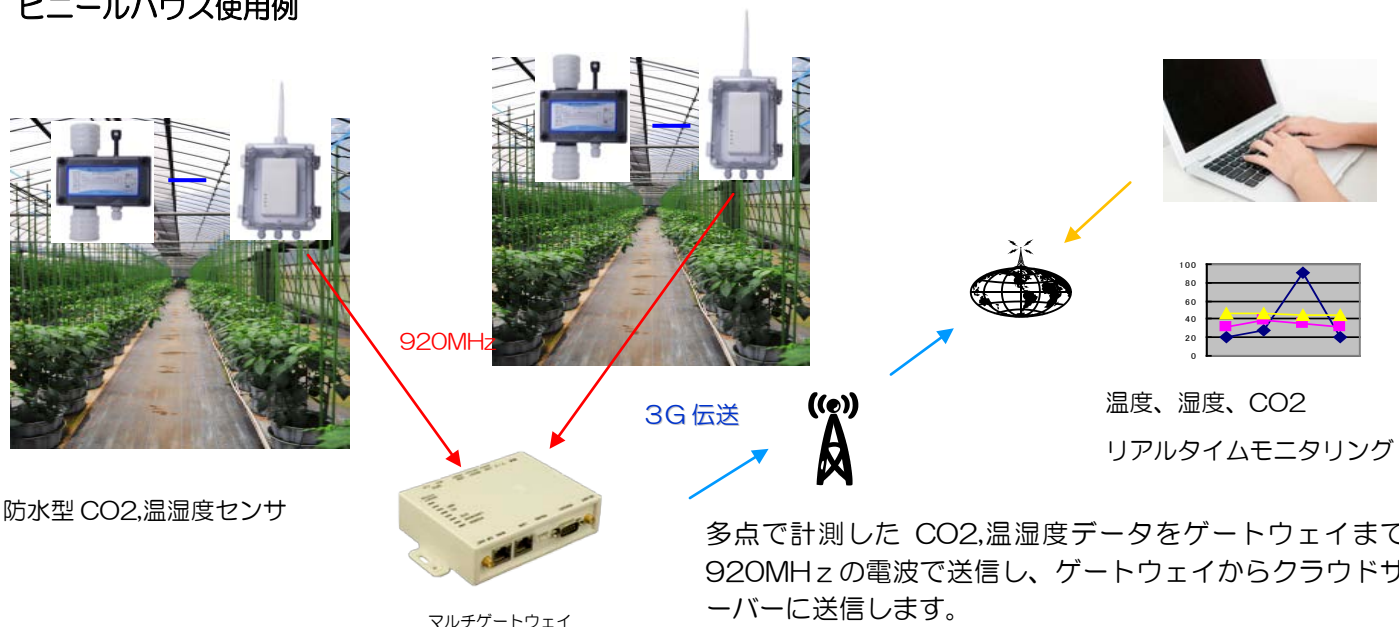 ビニールハウス使用例
920MHz
3G 伝送
100
80
60
40
20
0
温度、湿度、CO2
リアルタイムモニタリング
防水型 CO2,温湿度センサ
マルチゲートウェイ
多点で計測した CO2,温湿度データをゲートウェイまで
920MHzの電波で送信し、ゲートウェイからクラウドサ
ーバーに送信します。